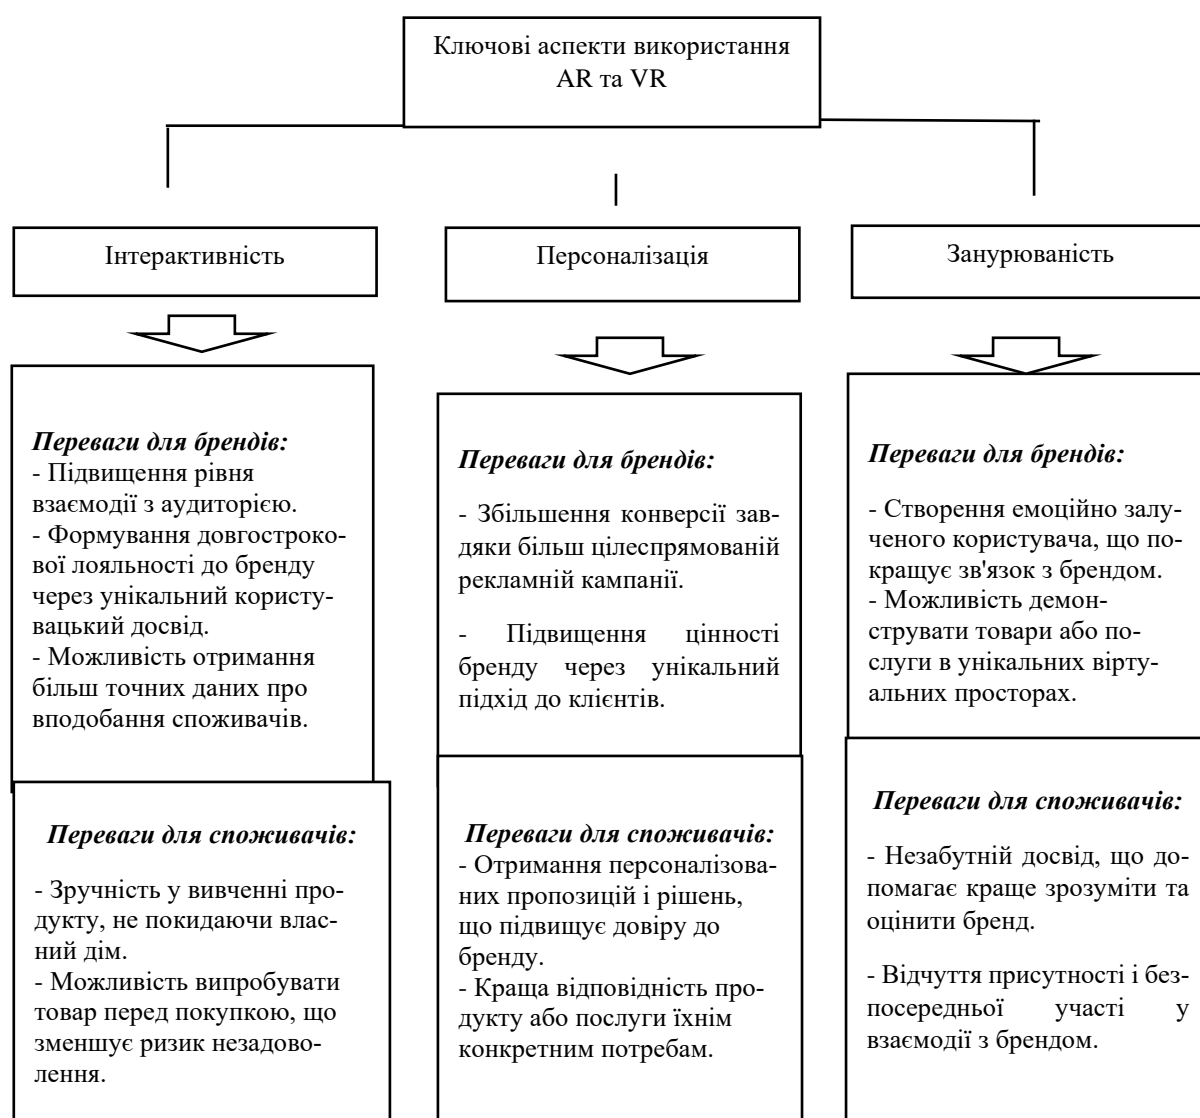 Ключові аспекти використання
AR та VR
Інтерактивність
Персоналізація
Занурюваність
Переваги для брендів:
- Підвищення рівня
взаємодії з аудиторією.
- Формування довгостроко-
вої лояльності до бренду
через унікальний користу-
вацький досвід.
- Можливість отримання
більш точних даних про
вподобання споживачів.
Переваги для споживачів:
- Зручність у вивченні про-
дукту, не покидаючи влас-
ний дім.
- Можливість випробувати
товар перед покупкою, що
зменшує ризик незадово-
лення.
Переваги для брендів:
- Збільшення конверсії зав-
дяки більш цілеспрямованій
рекламній кампанії.
- Підвищення цінності
бренду через унікальний
підхід до клієнтів.
Переваги для споживачів:
- Отримання персоналізова-
них пропозицій і рішень,
що підвищує довіру до
бренду.
- Краща відповідність про-
дукту або послуги їхнім
конкретним потребам.
Переваги для брендів:
- Створення емоційно залу-
ченого користувача, що по-
кращує зв'язок з брендом.
- Можливість демон-
струвати товари або по-
слуги в унікальних вірту-
альних просторах.
Переваги для споживачів:
- Незабутній досвід, що до-
помагає краще зрозуміти та
оцінити бренд.
- Відчуття присутності і без-
посередньої участі у
взаємодії з брендом.